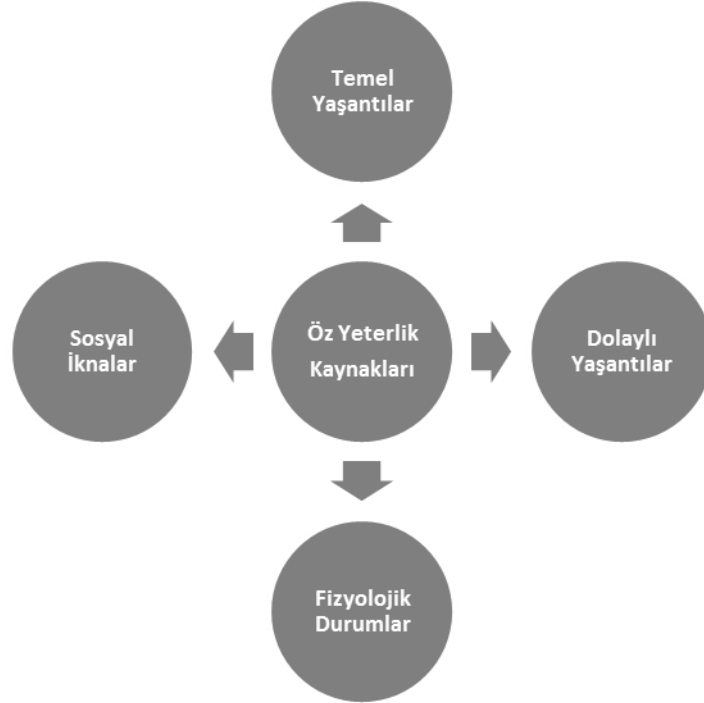 Temel
Yaşantılar
Sosyal
İknalar
Öz Yeterlik
Kaynakları
Dolaylı
Yaşantılar
Fizyolojik
Durumlar